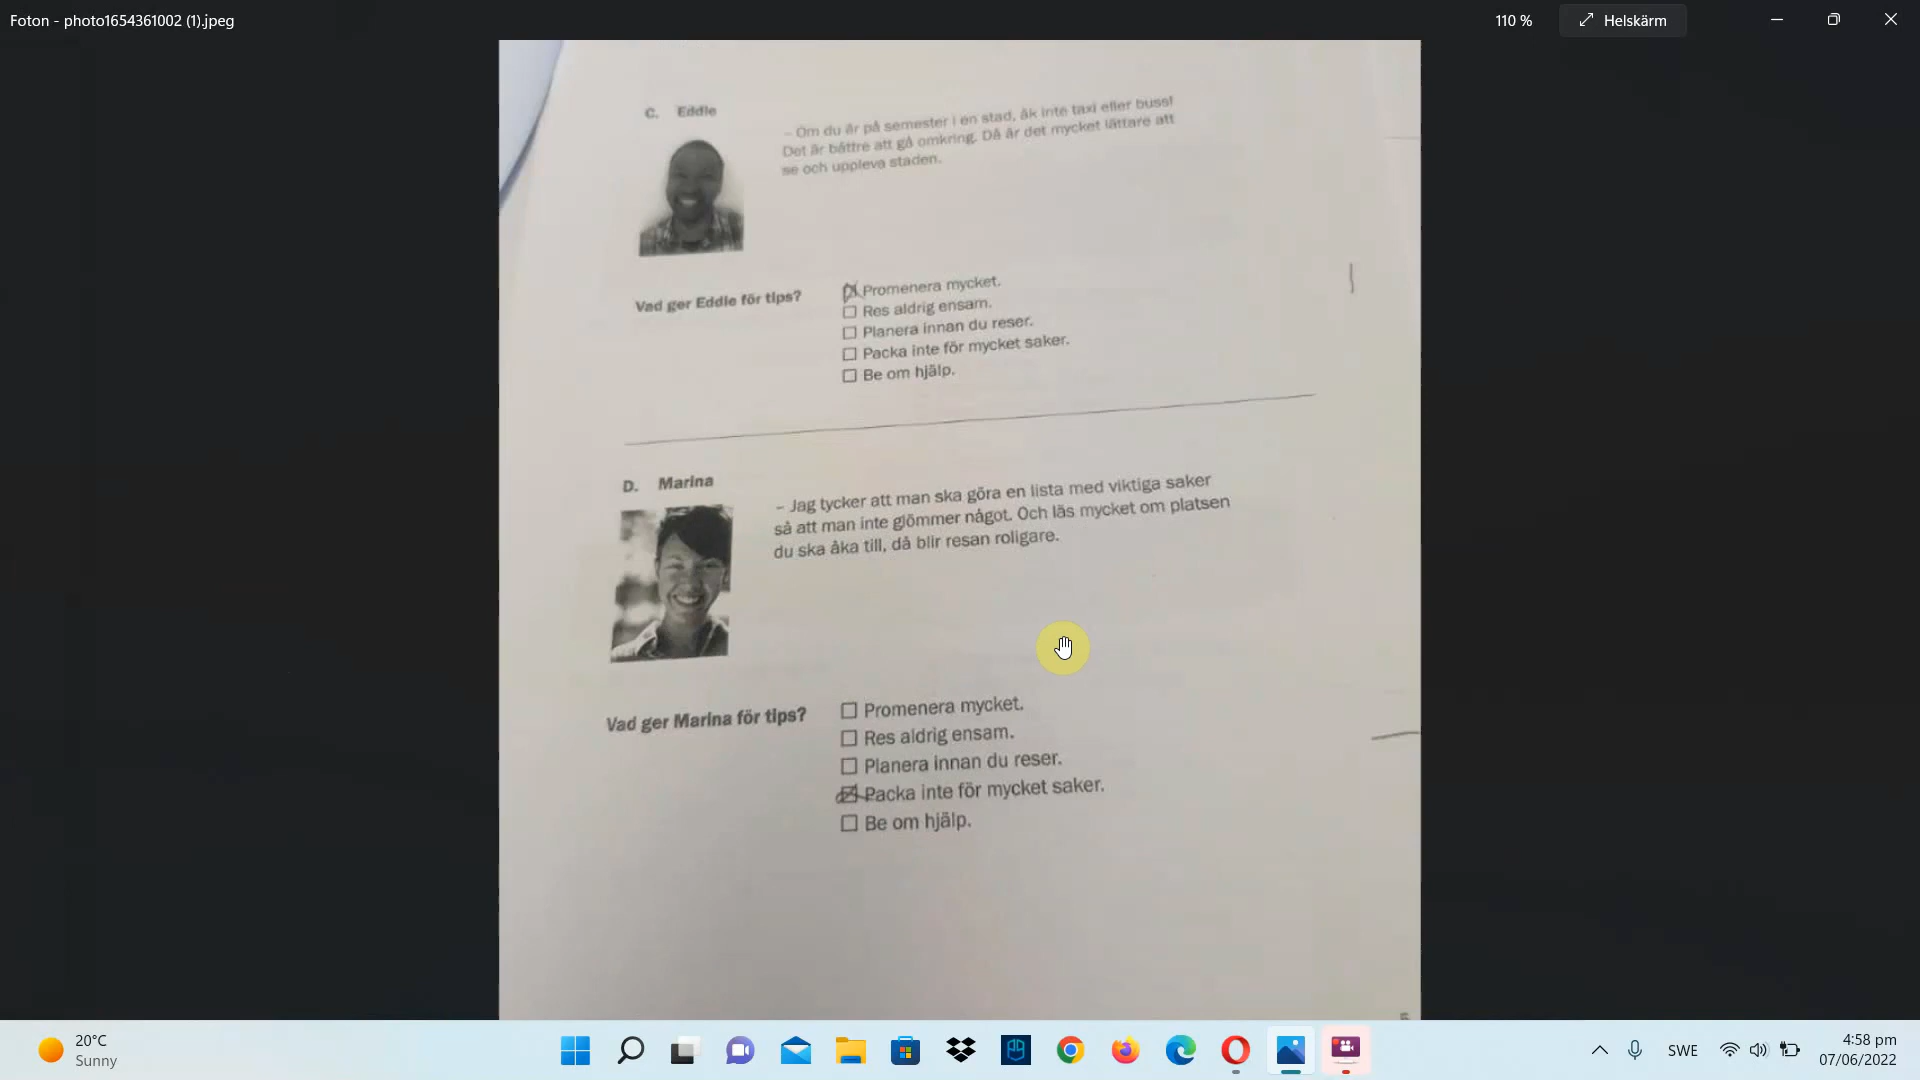 Foton - photo1654361002 (1).jpeg
110 %
Helskärm
C. Eddie
– Om du är på semester i en stad, åk inte taxi eller buss!
Det är bättre att gå omkring. Då är det mycket lättare att
se och uppleva staden.
Vad ger Eddie för tips?
Promenera mycket.
Res aldrig ensam.
Planera innan du reser.
Packa inte för mycket saker.
Be om hjälp.
D. Marina
– Jag tycker att man ska göra en lista med viktiga saker
så att man inte glömmer något. Och läs mycket om platsen
du ska åka till, då blir resan roligare.
Vad ger Marina för tips?
Promenera mycket.
Res aldrig ensam.
Planera innan du reser.
Packa inte för mycket saker.
Be om hjälp.
20°C
Sunny
SWE
4:58 pm
07/06/2022